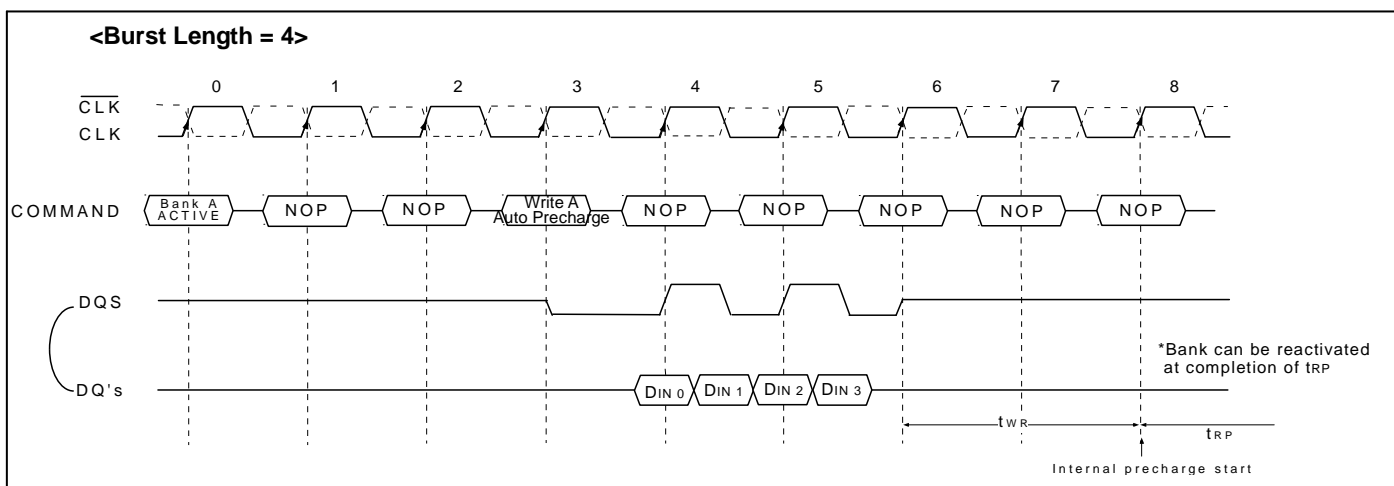 <Burst Length = 4>
0 1 2 3 4 5 6 7 8
CLK
CLK
COMMAND
Bank A
ACTIVE
NOP
NOP
Write A
Auto Precharge
NOP
NOP
NOP
NOP
NOP
DQS
*Bank can be reactivated
at completion of tRP
DQ's
DIN 0
DIN 1
DIN 2
DIN 3
tWR
tRP
Internal precharge start